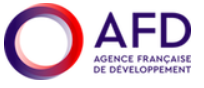 AFD
AGENCE FRANÇAISE
DE DÉVELOPPEMENT